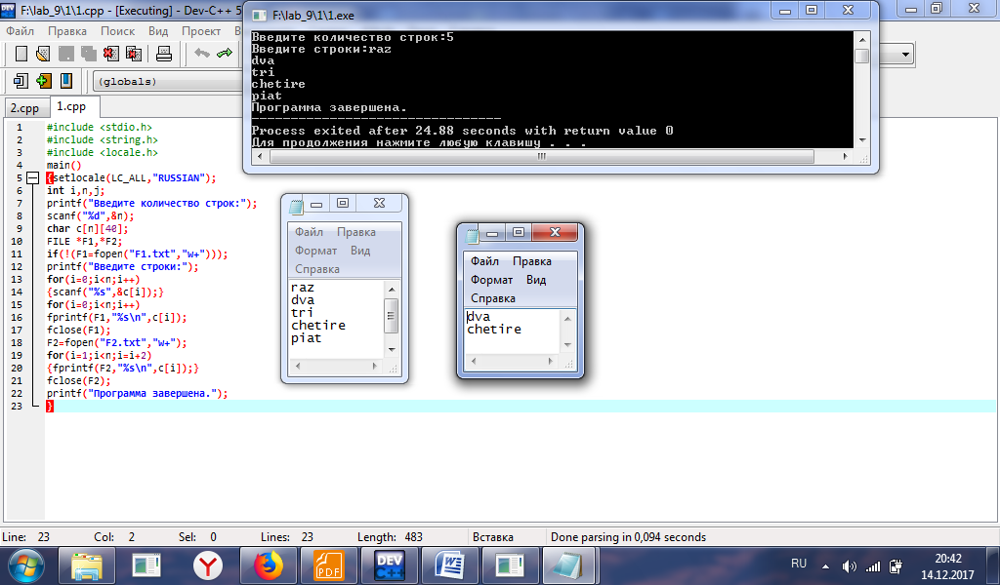 F:\lab_9\1\1.cpp - [Executing] - Dev-C++ 5
Файл Правка Поиск Вид Проект
(globals)
2.cpp 1.cpp
1 #include <stdio.h>
2 #include <string.h>
3 #include <locale.h>
4 main()
5 {setlocale(LC_ALL,"RUSSIAN");
6 int i,n,j;
7 printf("Введите количество строк:");
8 scanf("%d",&n);
9 char c[n][40];
10 FILE *F1,*F2;
11 if(!(F1=fopen("F1.txt","w+")));
12 printf("Введите строки:");
13 for(i=0;i<n;i++)
14 {scanf("%s",&c[i]);}
15 for(i=0;i<n;i++)
16 fprintf(F1,"%s\n",c[i]);
17 fclose(F1);
18 F2=fopen("F2.txt","w+");
19 for(i=1;i<n;i=i+2)
20 {fprintf(F2,"%s\n",c[i]);}
21 fclose(F2);
22 printf("Программа завершена.");
23 }
F:\lab_9\1\1.exe
Введите количество строк:5
Введите строки:raz
dva
tri
chetire
piat
Программа завершена.
--------------------------------
Process exited after 24.88 seconds with return value 0
Для продолжения нажмите любую клавишу . . .
Файл Правка
Формат Вид
Справка
raz
dva
tri
chetire
piat
Файл Правка
Формат Вид
Справка
dva
chetire
Line: 23 Col: 2 Sel: 0 Lines: 23 Length: 483 Вставка Done parsing in 0,094 seconds
PDF
DEV
C++
RU
20:42
14.12.2017